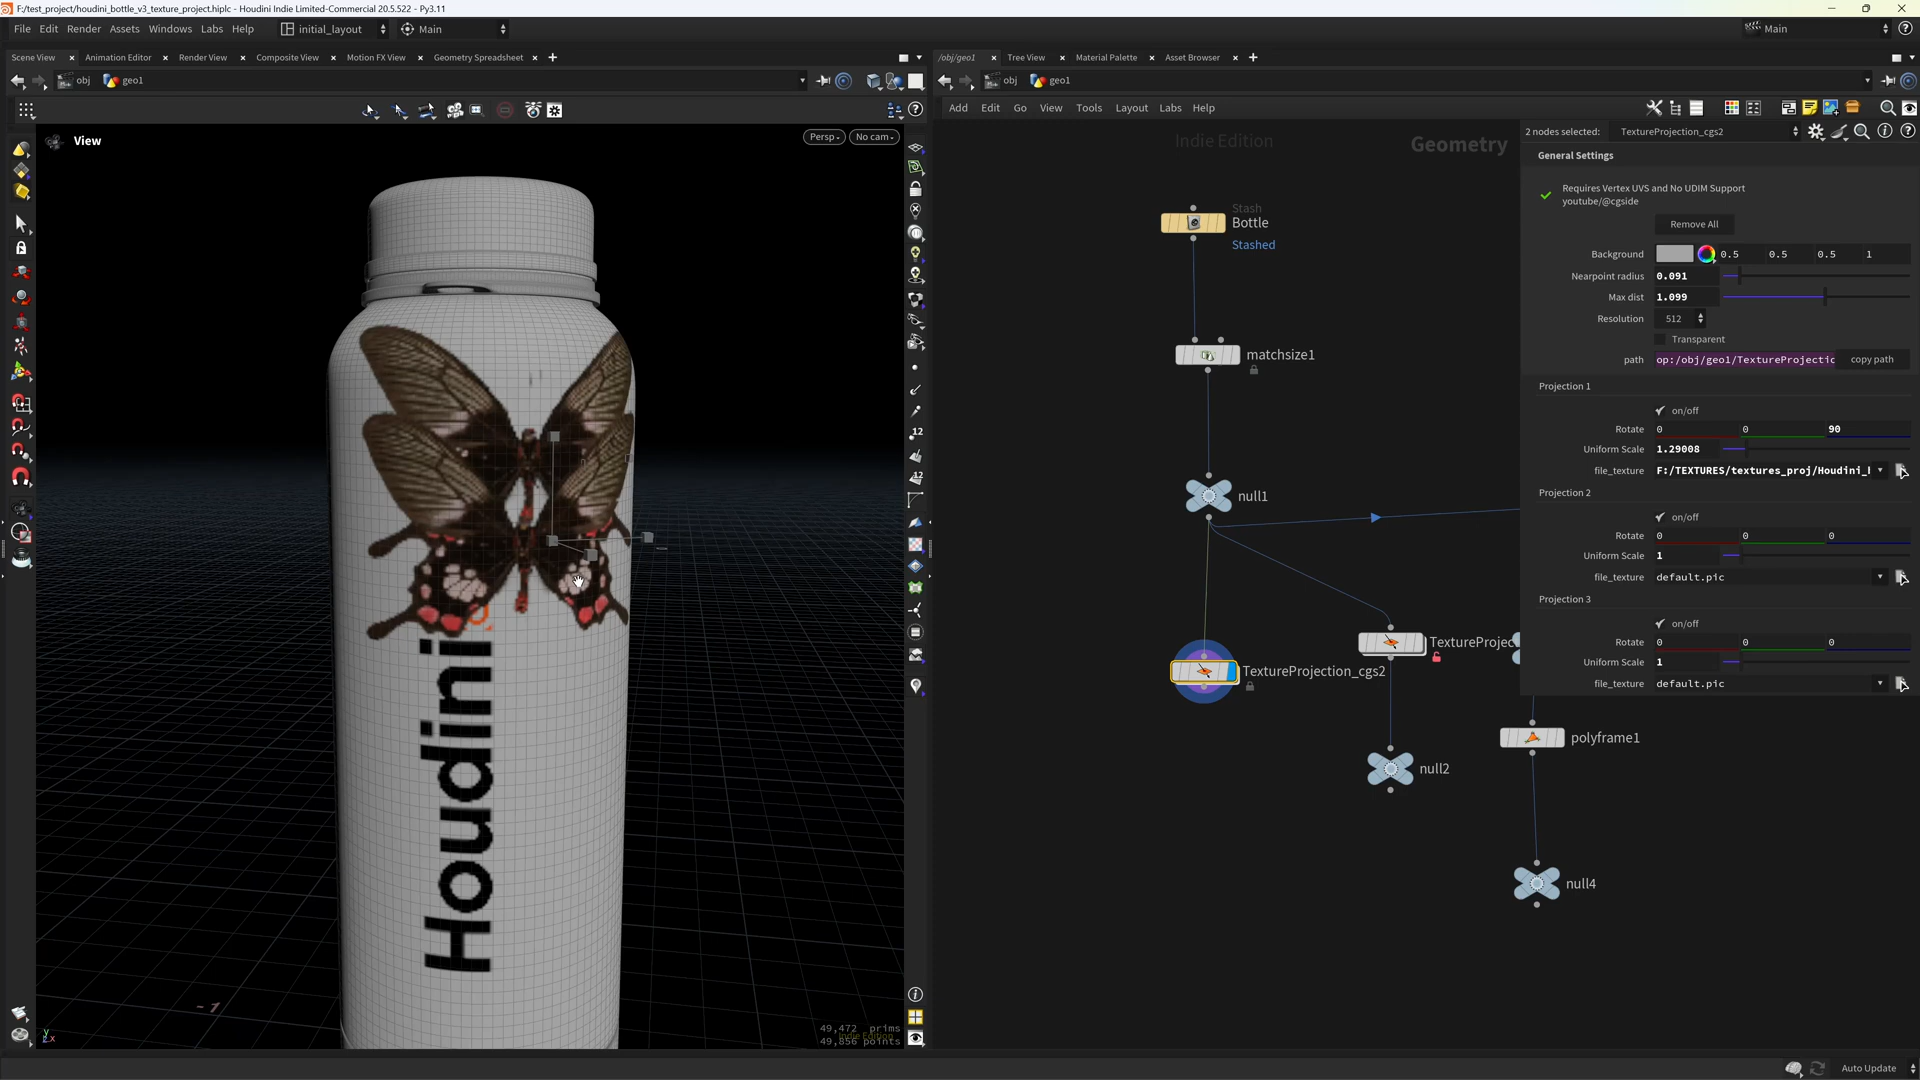 F:/test_project/houdini_bottle_v3_texture_project.hiplc - Houdini Indie Limited-Commercial 20.5.522 - Py3.11
File Edit Render Assets Windows Labs Help initial_layout Main Main
Scene View Animation Editor Render View Composite View Motion FX View Geometry Spreadsheet
obj geo1
View Persp No cam
Houdini
-1
12
12
y
z x
49,472 prims
Indie Edition
49,856 points
/obj/geo1 Tree View Material Palette Asset Browser
obj geo1
Add Edit Go View Tools Layout Labs Help
Indie Edition
Geometry
Stash
Bottle
Stashed
matchsize1
null1
TextureProjection_cgs2
TextureProjec
null2
polyframe1
null4
2 nodes selected: TextureProjection_cgs2
General Settings
Requires Vertex UVS and No UDIM Support
youtube/@cgside
Remove All
Background 0.5 0.5 0.5 1
Nearpoint radius 0.091
Max dist 1.099
Resolution 512
Transparent
path op:/obj/geo1/TextureProjectic copy path
Projection 1
on/off
Rotate 0 0 90
Uniform Scale 1.29008
file_texture F:/TEXTURES/textures_proj/Houdini_l
Projection 2
on/off
Rotate 0 0 0
Uniform Scale 1
file_texture default.pic
Projection 3
on/off
Rotate 0 0 0
Uniform Scale 1
file_texture default.pic
Auto Update